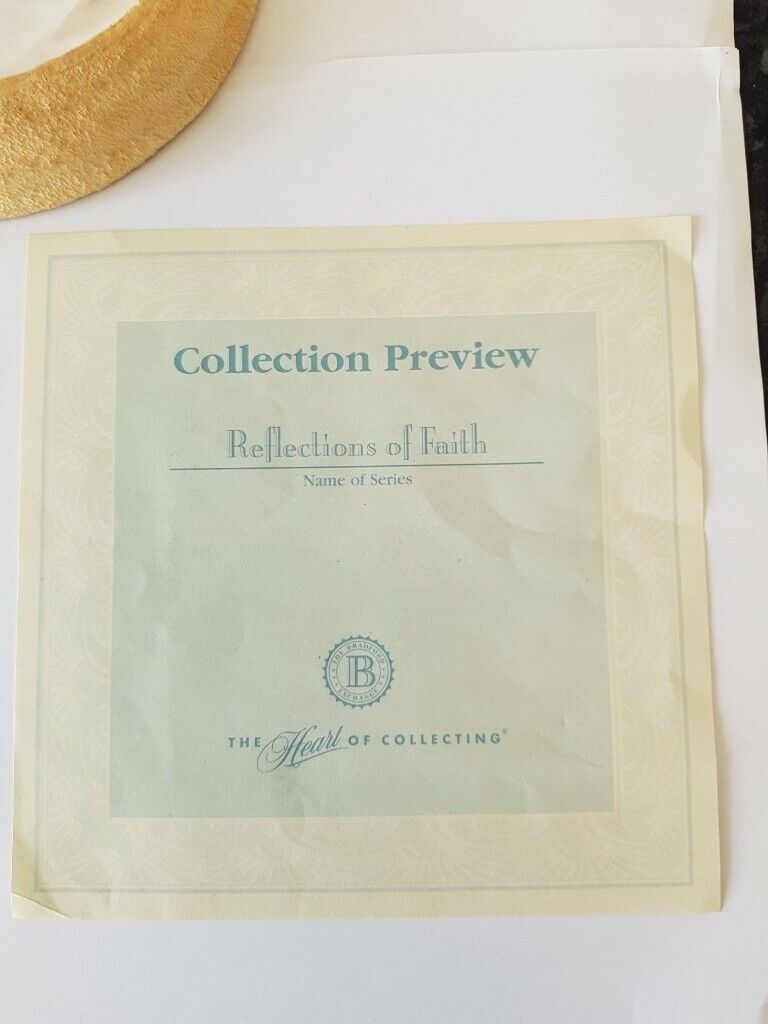 Collection Preview
Reflections of Faith
Name of Series
THE BRADFORD
B
EXCHANGE
THE Heart OF COLLECTING®